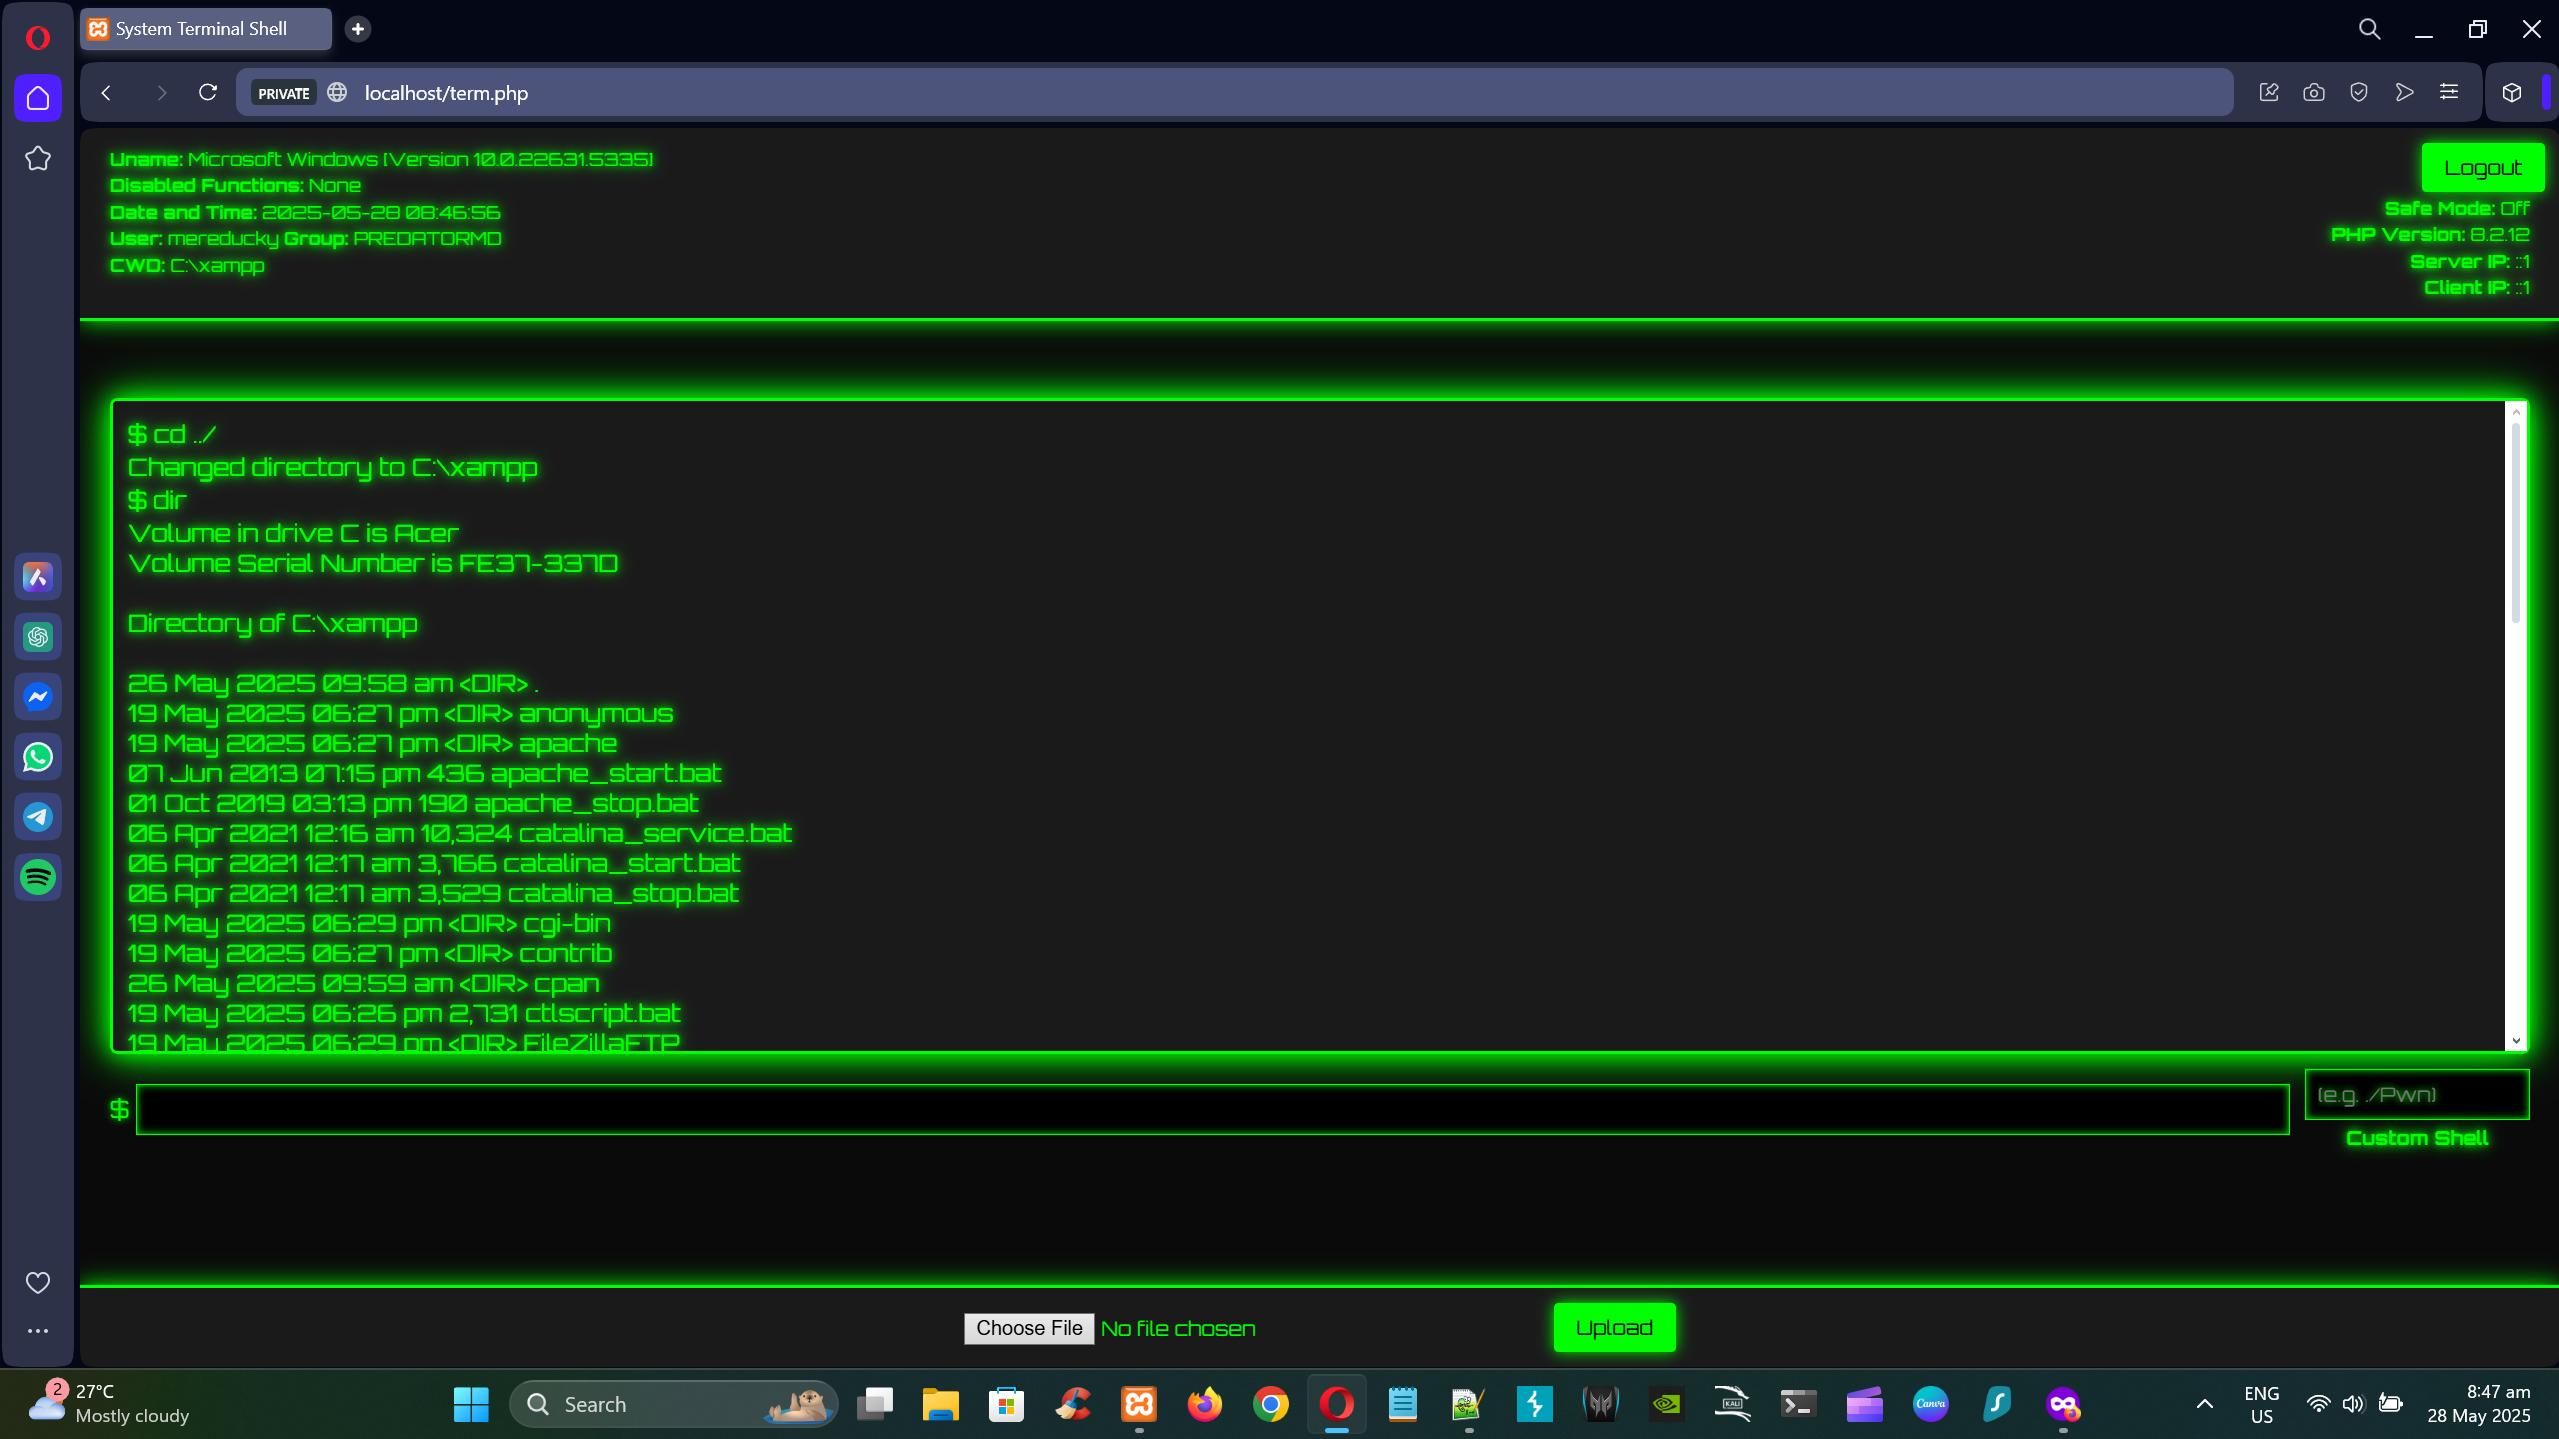 System Terminal Shell
PRIVATE localhost/term.php
Uname: Microsoft Windows [Version 10.0.22631.5335]
Disabled Functions: None
Date and Time: 2025-05-28 08:46:56
User: mereducky Group: PREDATORMD
CWD: C:\xampp
Logout
Safe Mode: Off
PHP Version: 8.2.12
Server IP: ::1
Client IP: ::1
$ cd ../
Changed directory to C:\xampp
$ dir
Volume in drive C is Acer
Volume Serial Number is FE37-337D
Directory of C:\xampp
26 May 2025 09:58 am <DIR> .
19 May 2025 06:27 pm <DIR> anonymous
19 May 2025 06:27 pm <DIR> apache
07 Jun 2013 07:15 pm 436 apache_start.bat
01 Oct 2019 03:13 pm 190 apache_stop.bat
06 Apr 2021 12:16 am 10,324 catalina_service.bat
06 Apr 2021 12:17 am 3,766 catalina_start.bat
06 Apr 2021 12:17 am 3,529 catalina_stop.bat
19 May 2025 06:29 pm <DIR> cgi-bin
19 May 2025 06:27 pm <DIR> contrib
26 May 2025 09:59 am <DIR> cpan
19 May 2025 06:26 pm 2,731 ctlscript.bat
19 May 2025 06:29 pm <DIR> FileZillaFTP
$
(e.g. ./Pwn)
Custom Shell
Choose File No file chosen
Upload
2
27°C
Mostly cloudy
Search
KALI
Canva
ENG
US
8:47 am
28 May 2025